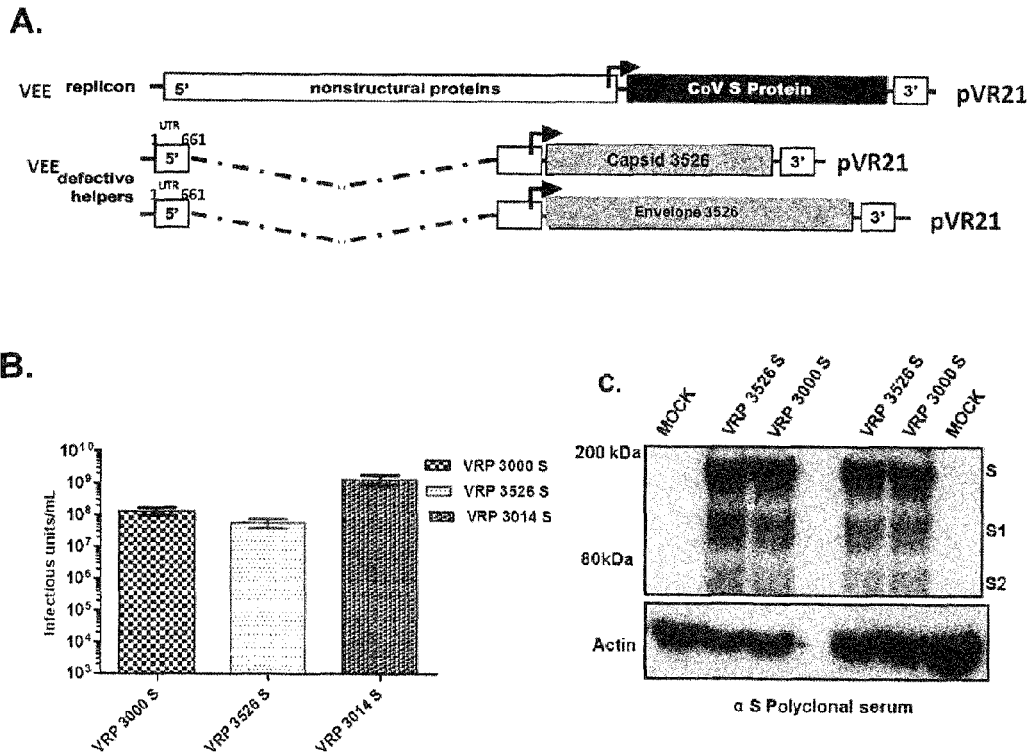 A.
VEE replicon
5'
nonstructural proteins
CoV S Protein
3'
pVR21
UTR
1 661
VEE defective helpers
5'
Capsid 3526
3'
pVR21
UTR
1 661
5'
Envelope 3526
3'
pVR21
B.
Infectious units/mL
10^10
10^9
10^8
10^7
10^6
10^5
10^4
10^3
VRP 3000 S
VRP 3526 S
VRP 3014 S
VRP 3000 S
VRP 3526 S
VRP 3014 S
C.
MOCK
VRP 3526 S
VRP 3000 S
VRP 3526 S
VRP 3000 S
MOCK
200 kDa
80kDa
S
S1
S2
Actin
α S Polyclonal serum